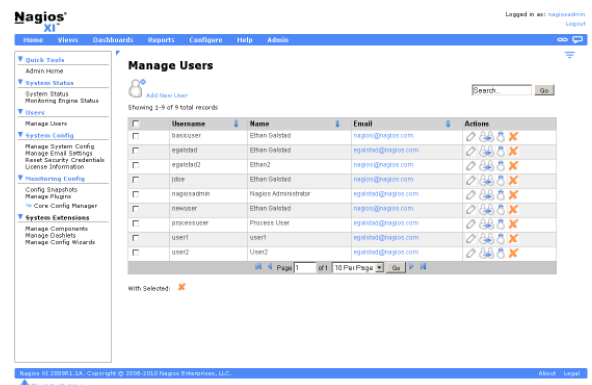 Nagios®
XI™
Logged in as: nagiosadmin
Logout
Home Views Dashboards Reports Configure Help Admin
Quick Tools
Admin Home
System Status
System Status
Monitoring Engine Status
Users
Manage Users
System Config
Manage System Config
Manage Email Settings
Reset Security Credentials
License Information
Monitoring Config
Config Snapshots
Manage Plugins
Core Config Manager
System Extensions
Manage Components
Manage Dashlets
Manage Config Wizards
Manage Users
Add New User
Search... Go
Showing 1-9 of 9 total records
Username Name Email Actions
basicuser Ethan Galstad nagios@nagios.com
egalstad Ethan Galstad egalstad@nagios.com
egalstad2 Ethan2 nagios@nagios.com
jdoe Ethan Galstad nagios@nagios.com
nagiosadmin Nagios Administrator egalstad@nagios.com
newuser Ethan Galstad nagios@nagios.com
processuser Process User egalstad@nagios.com
user1 user1 egalstad@nagios.com
user2 User2 egalstad@nagios.com
Page 1 of 1 10 Per Page Go
With Selected:
Nagios XI 2009R1.1A. Copyright © 2008-2010 Nagios Enterprises, LLC.
About Legal